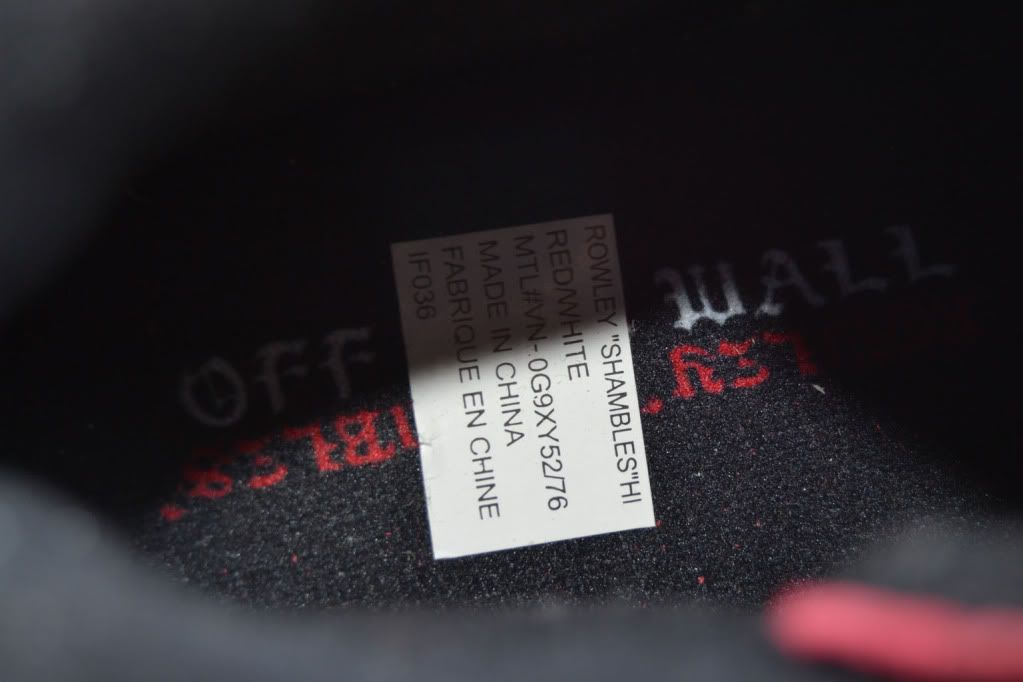 ROWLEY "SHAMBLES"HI
RED/WHITE
MTL#VN-.0G9XY52/76
MADE IN CHINA
FABRIQUE EN CHINE
IF036
OFF WALL